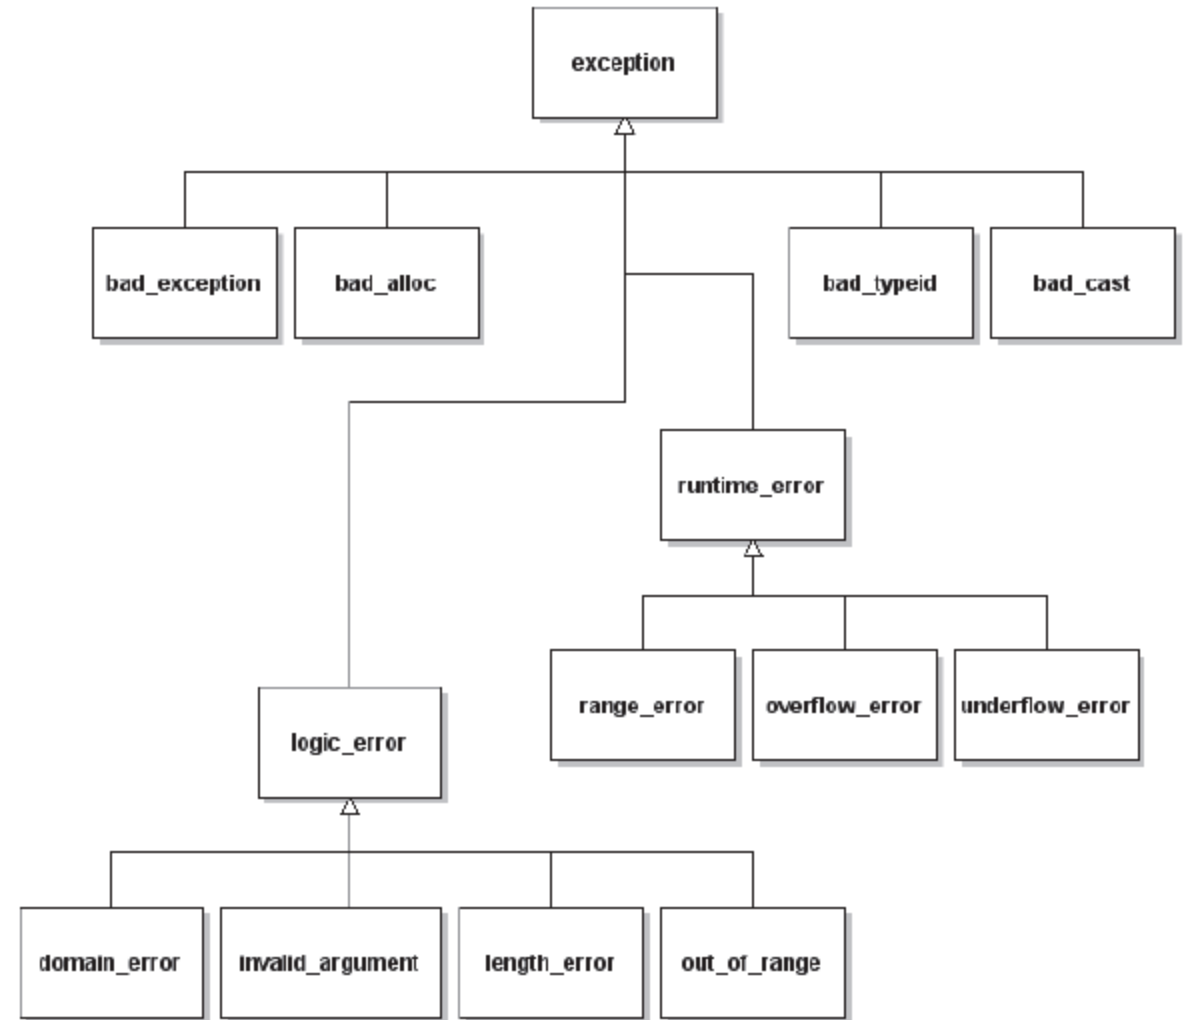 exception
bad_exception
bad_alloc
bad_typeid
bad_cast
runtime_error
range_error
overflow_error
underflow_error
logic_error
domain_error
invalid_argument
length_error
out_of_range